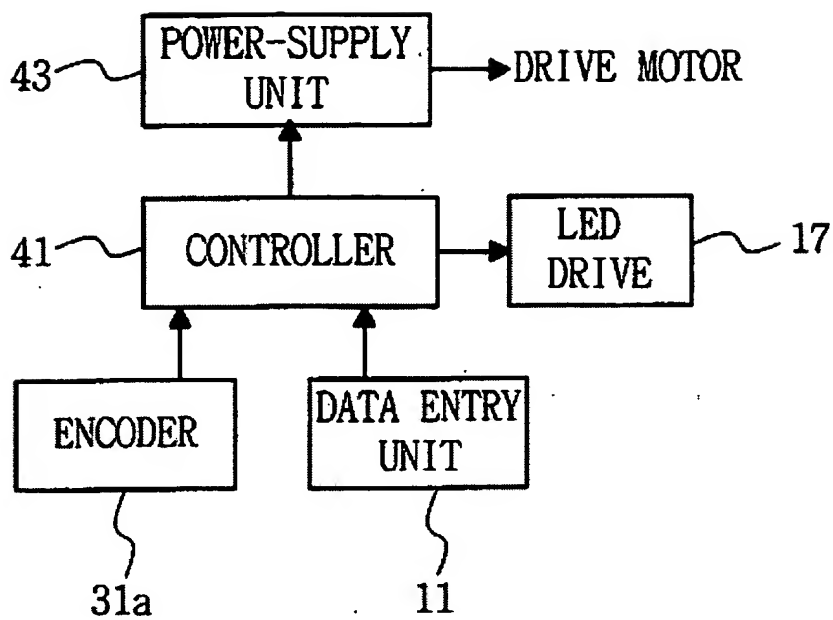 POWER-SUPPLY
UNIT
43
DRIVE MOTOR
41
CONTROLLER
LED
DRIVE
17
ENCODER
DATA ENTRY
UNIT
31a
11